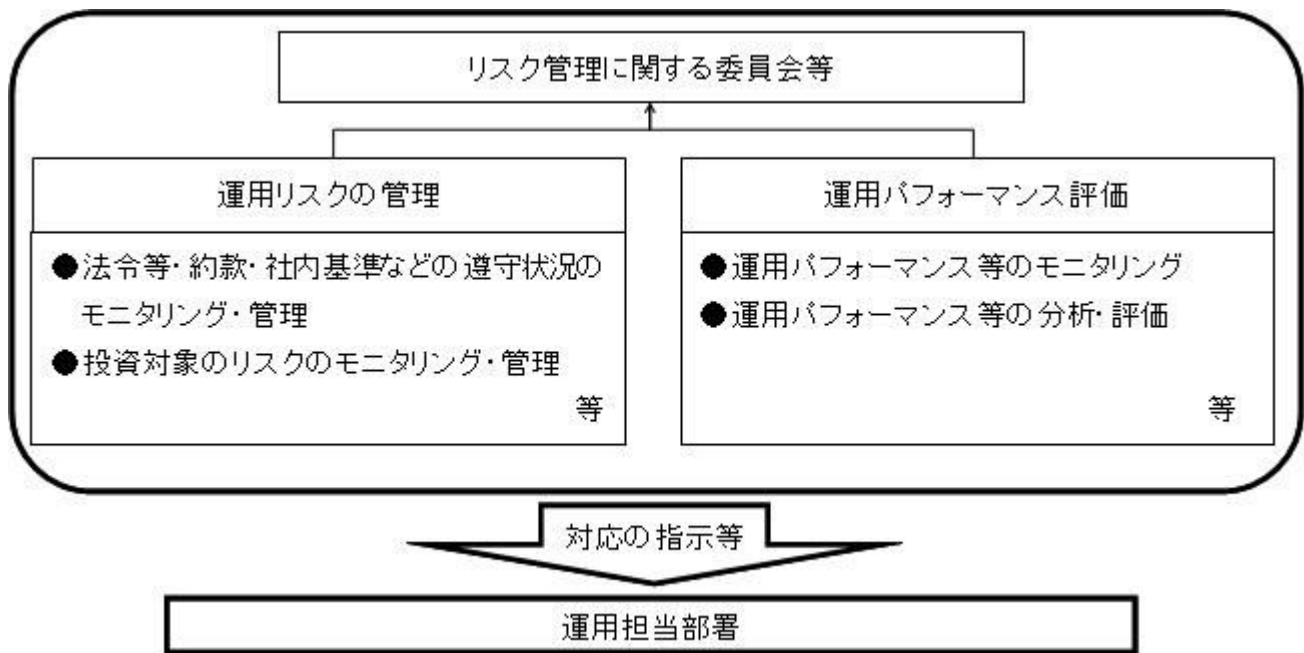 リスク管理に関する委員会等
運用リスクの管理
●法令等・約款・社内基準などの遵守状況の
モニタリング・管理
●投資対象のリスクのモニタリング・管理
等
運用パフォーマンス評価
●運用パフォーマンス等のモニタリング
●運用パフォーマンス等の分析・評価
等
対応の指示等
運用担当部署